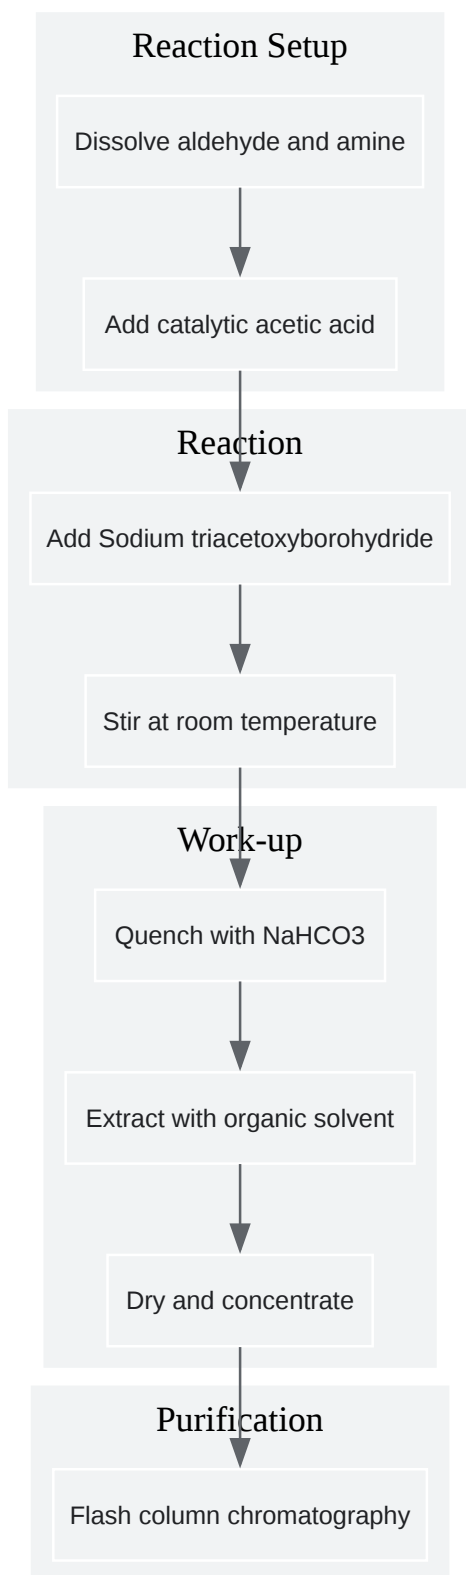 Reaction Setup
Dissolve aldehyde and amine
Add catalytic acetic acid
Reaction
Add Sodium triacetoxyborohydride
Stir at room temperature
Work-up
Quench with NaHCO3
Extract with organic solvent
Dry and concentrate
Purification
Flash column chromatography